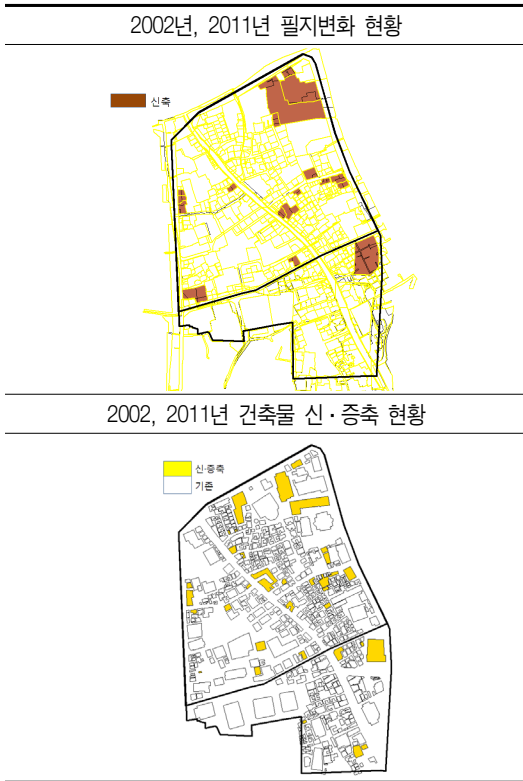 2002년, 2011년 필지변화 현황
신축
2002, 2011년 건축물 신·증축 현황
신·증축
기존